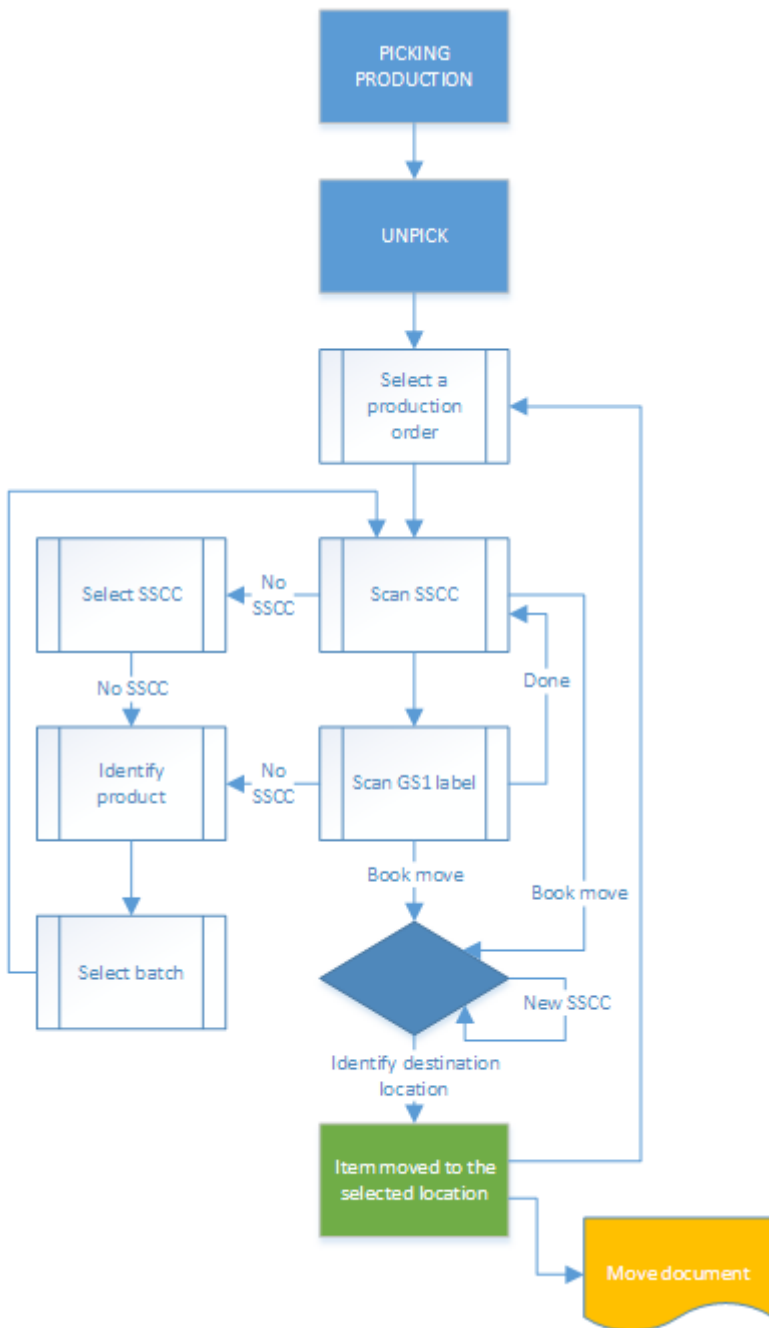 PICKING
PRODUCTION
UNPICK
Select a
production
order
Select SSCC
No
SSCC
Scan SSCC
No SSCC
Done
Identify
product
No
SSCC
Scan GS1 label
Book move
Book move
Select batch
New SSCC
Identify destination
location
Item moved to the
selected location
Move document